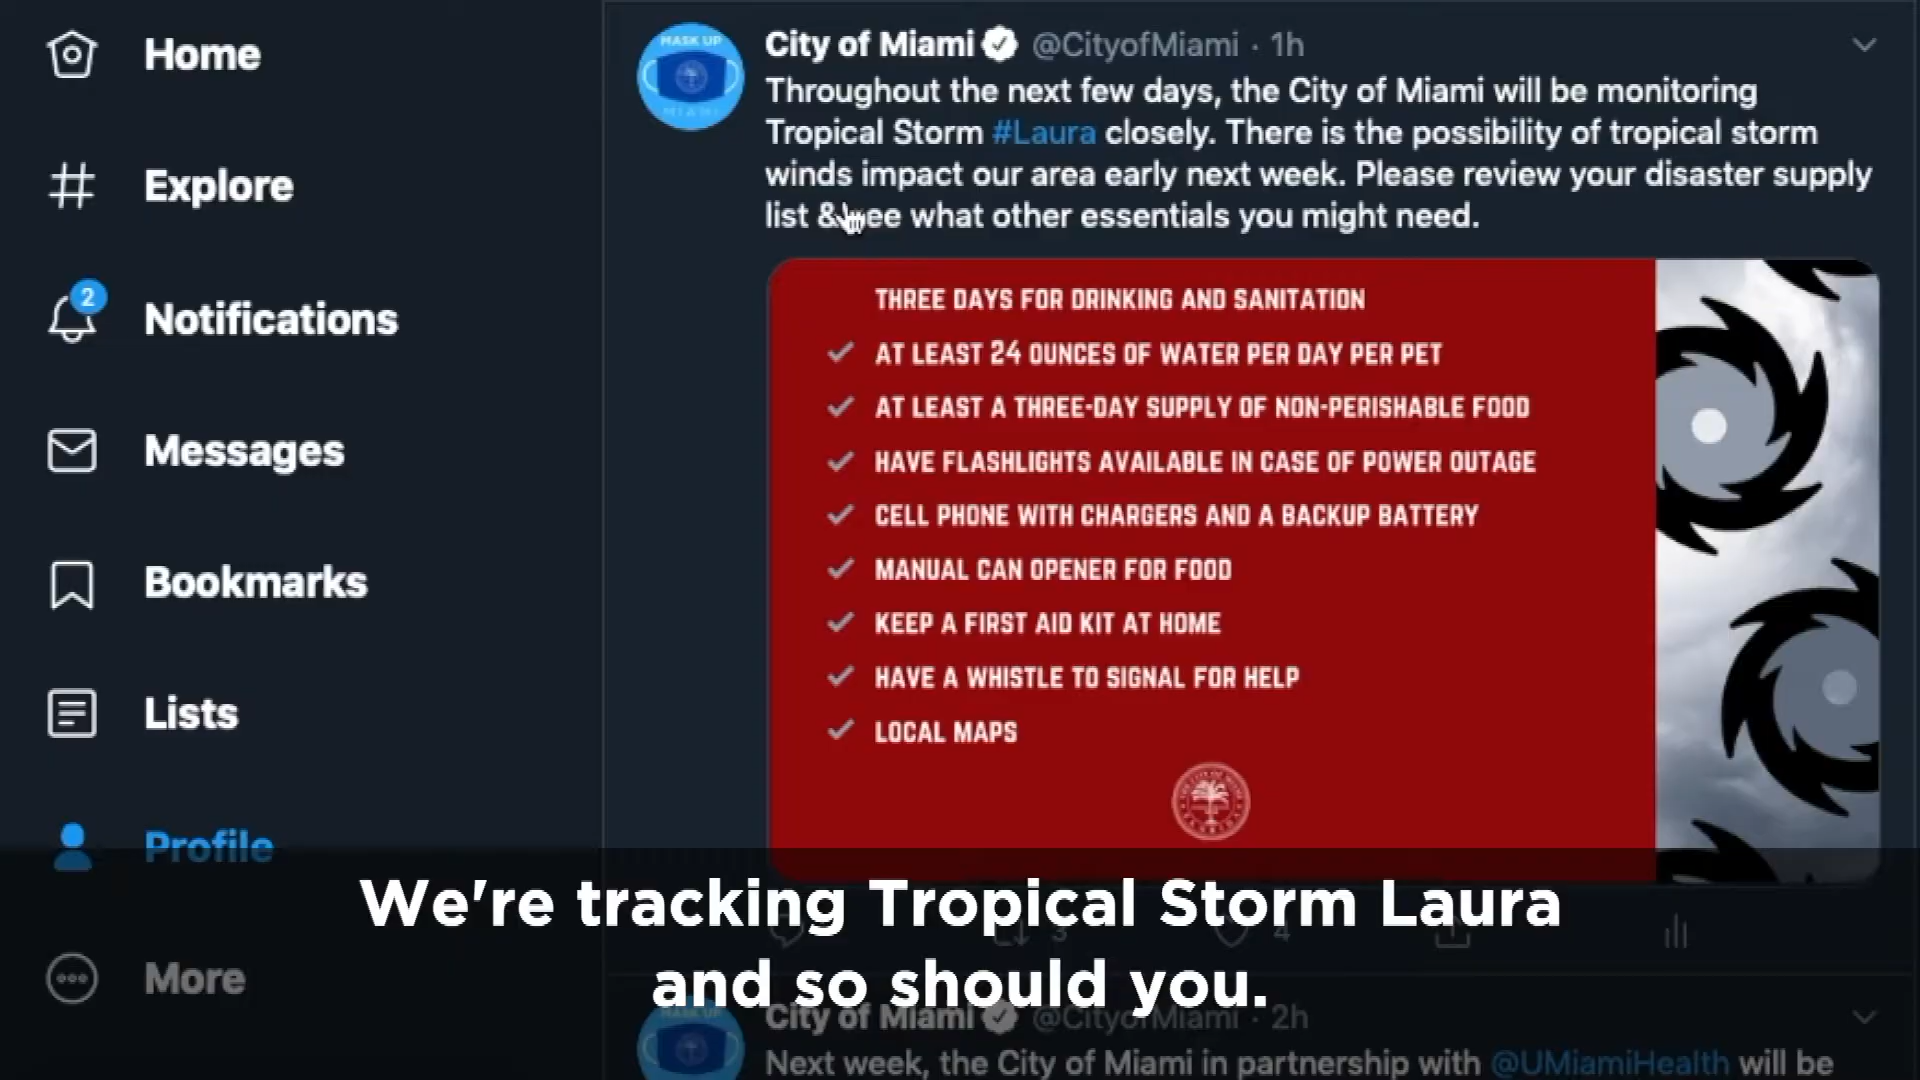 Home
Explore
2
Notifications
Messages
Bookmarks
Lists
Profile
More
MASK UP
MIAMI
City of Miami @CityofMiami · 1h
Throughout the next few days, the City of Miami will be monitoring
Tropical Storm #Laura closely. There is the possibility of tropical storm
winds impact our area early next week. Please review your disaster supply
list & see what other essentials you might need.
THREE DAYS FOR DRINKING AND SANITATION
AT LEAST 24 OUNCES OF WATER PER DAY PER PET
AT LEAST A THREE-DAY SUPPLY OF NON-PERISHABLE FOOD
HAVE FLASHLIGHTS AVAILABLE IN CASE OF POWER OUTAGE
CELL PHONE WITH CHARGERS AND A BACKUP BATTERY
MANUAL CAN OPENER FOR FOOD
KEEP A FIRST AID KIT AT HOME
HAVE A WHISTLE TO SIGNAL FOR HELP
LOCAL MAPS
3 4
We're tracking Tropical Storm Laura
and so should you.
MASK UP
City of Miami @CityofMiami · 2h
Next week, the City of Miami in partnership with @UMiamiHealth will be